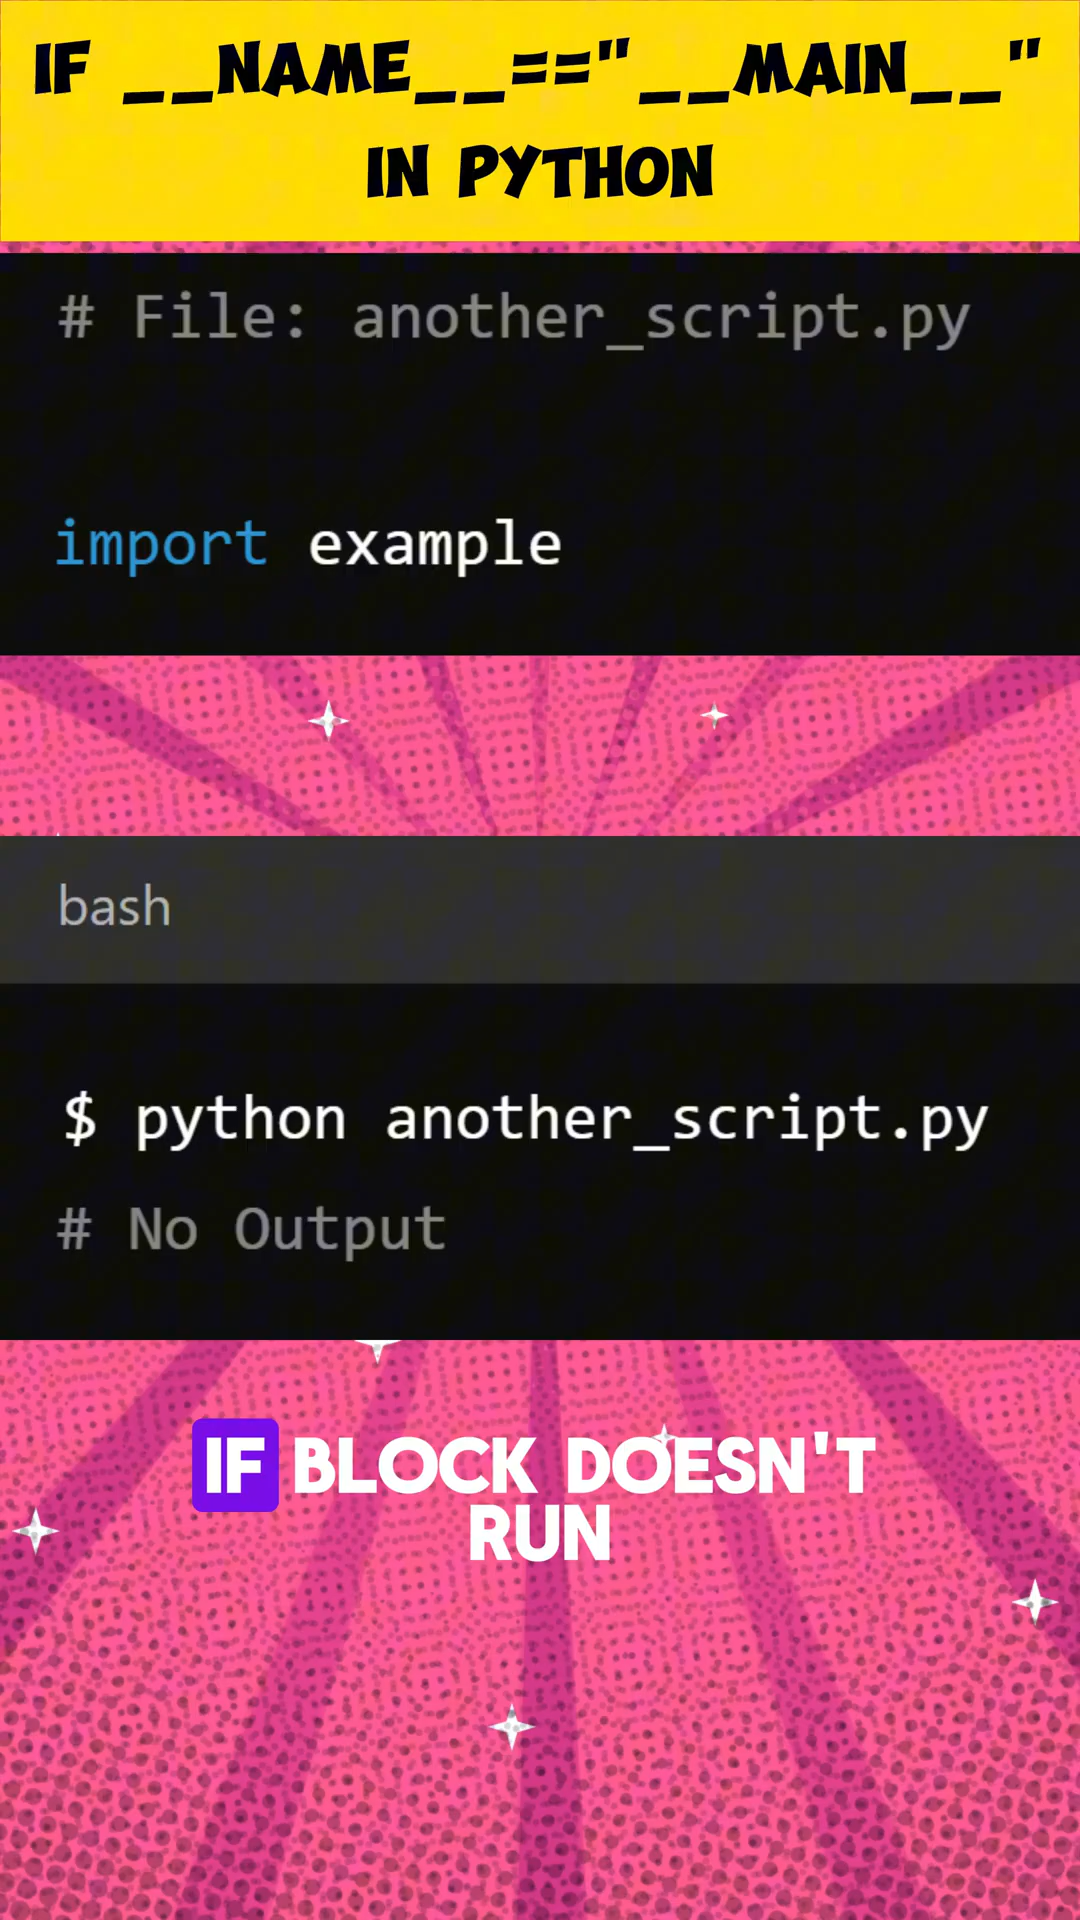 IF __NAME__=="__MAIN__"
IN PYTHON
# File: another_script.py
import example
bash
$ python another_script.py
# No Output
IF BLOCK DOESN'T
RUN